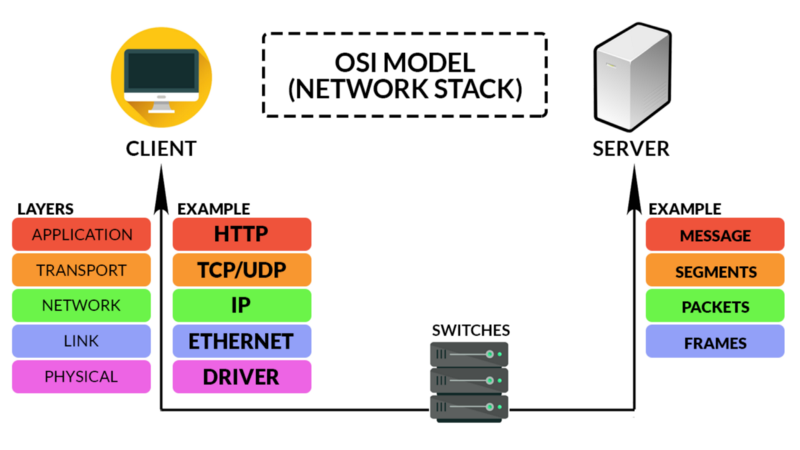 OSI MODEL
(NETWORK STACK)
CLIENT
SERVER
LAYERS
APPLICATION
TRANSPORT
NETWORK
LINK
PHYSICAL
EXAMPLE
HTTP
TCP/UDP
IP
ETHERNET
DRIVER
SWITCHES
EXAMPLE
MESSAGE
SEGMENTS
PACKETS
FRAMES